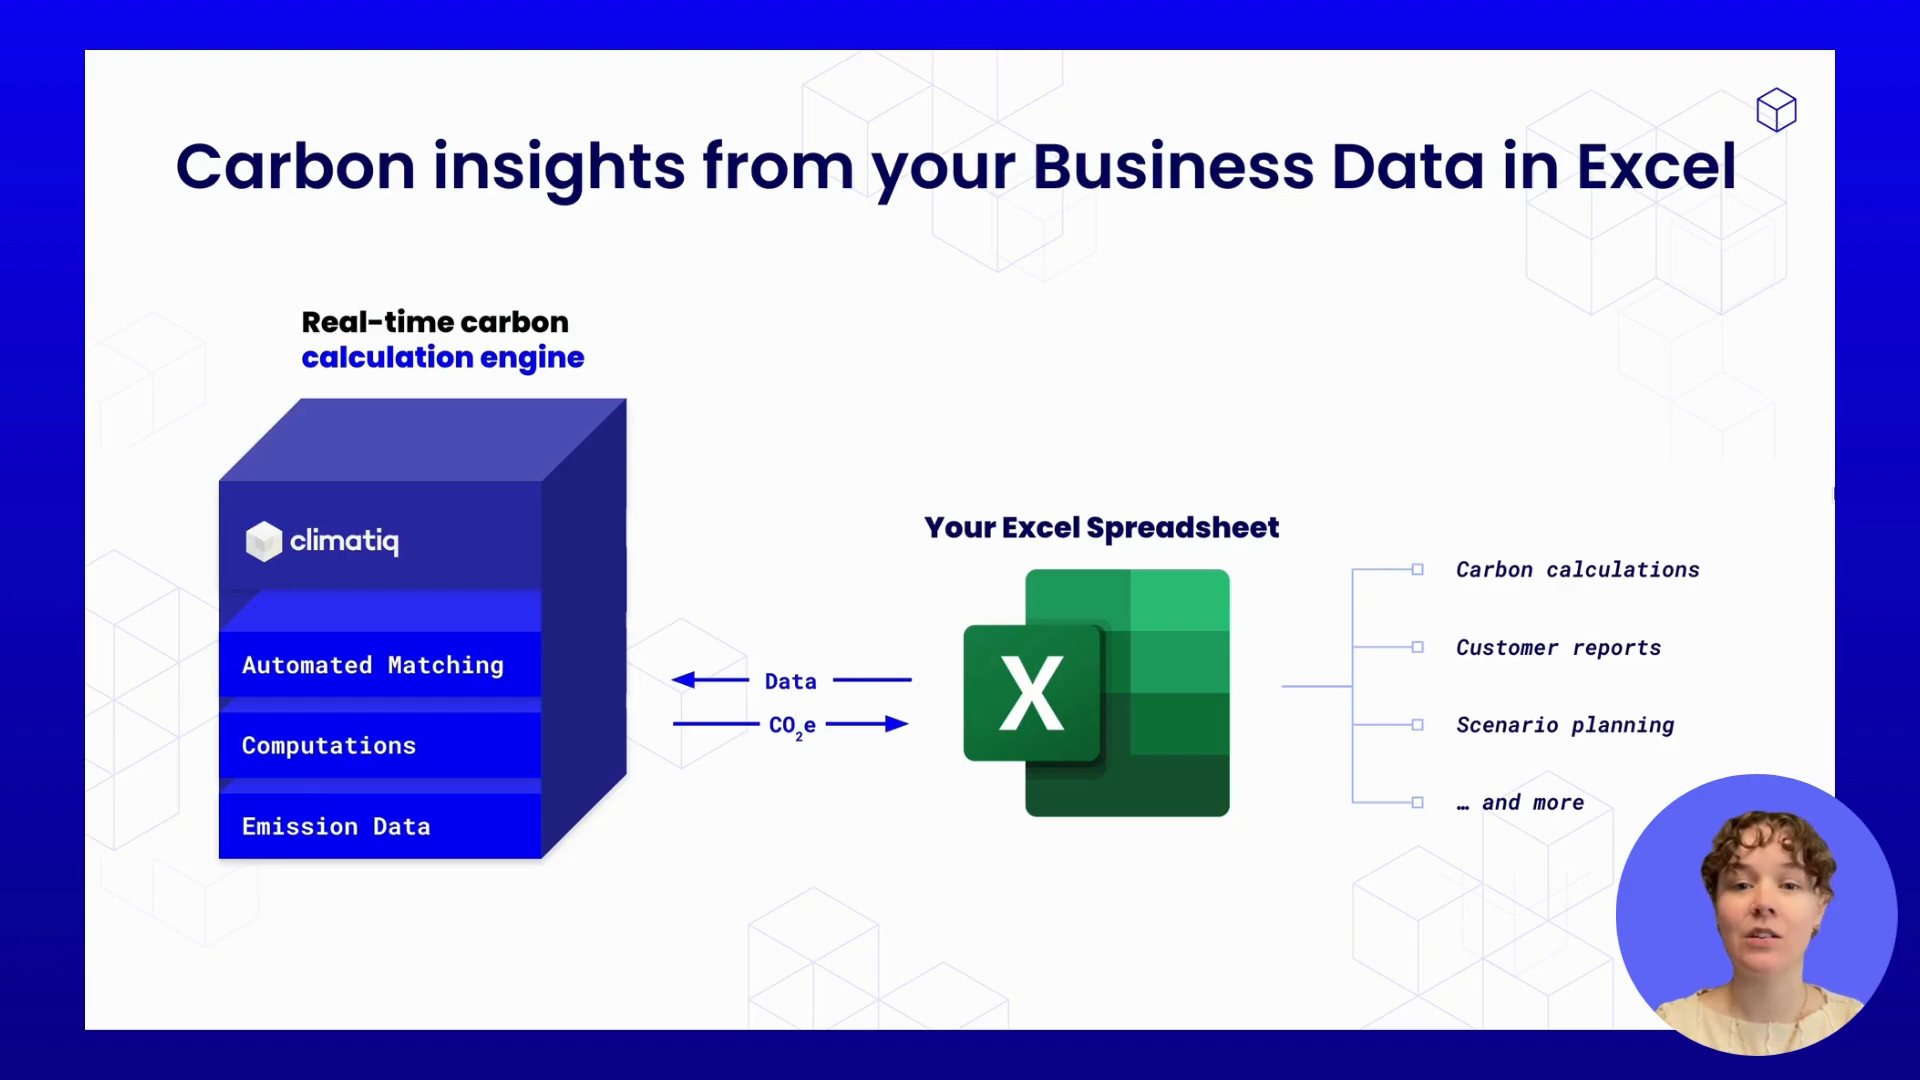 Carbon insights from your Business Data in Excel
Real-time carbon
calculation engine
climatiq
Automated Matching
Computations
Emission Data
Data
CO₂e
Your Excel Spreadsheet
X
Carbon calculations
Customer reports
Scenario planning
… and more